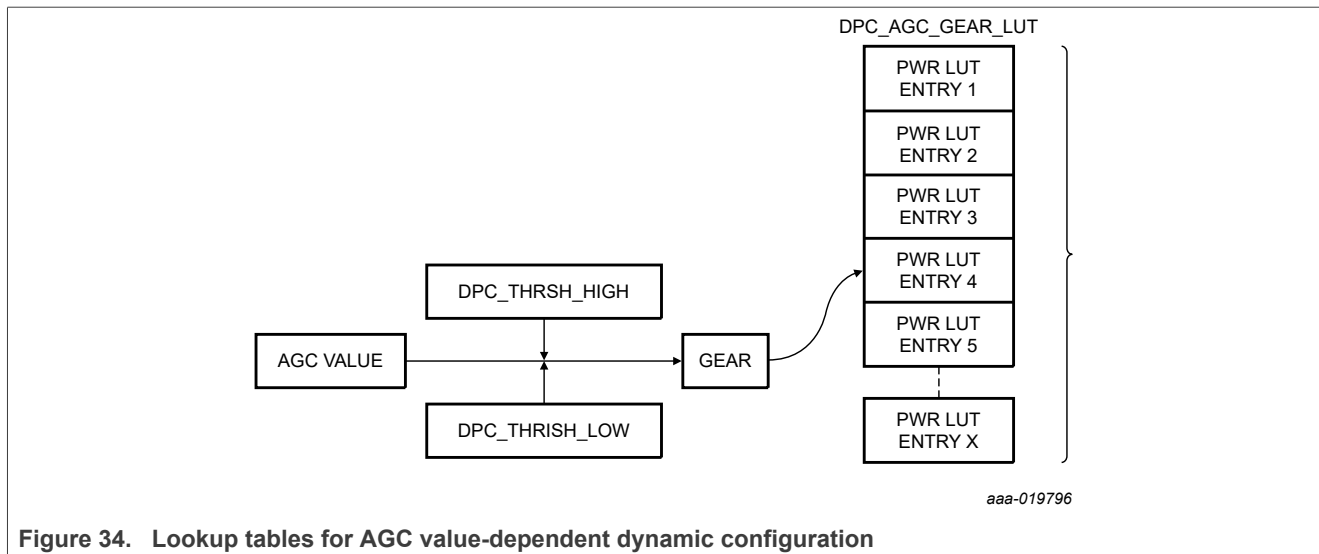 DPC_AGC_GEAR_LUT
PWR LUT
ENTRY 1
PWR LUT
ENTRY 2
PWR LUT
ENTRY 3
PWR LUT
ENTRY 4
PWR LUT
ENTRY 5
PWR LUT
ENTRY X
DPC_THRSH_HIGH
AGC VALUE
GEAR
DPC_THRISH_LOW
aaa-019796
Figure 34. Lookup tables for AGC value-dependent dynamic configuration